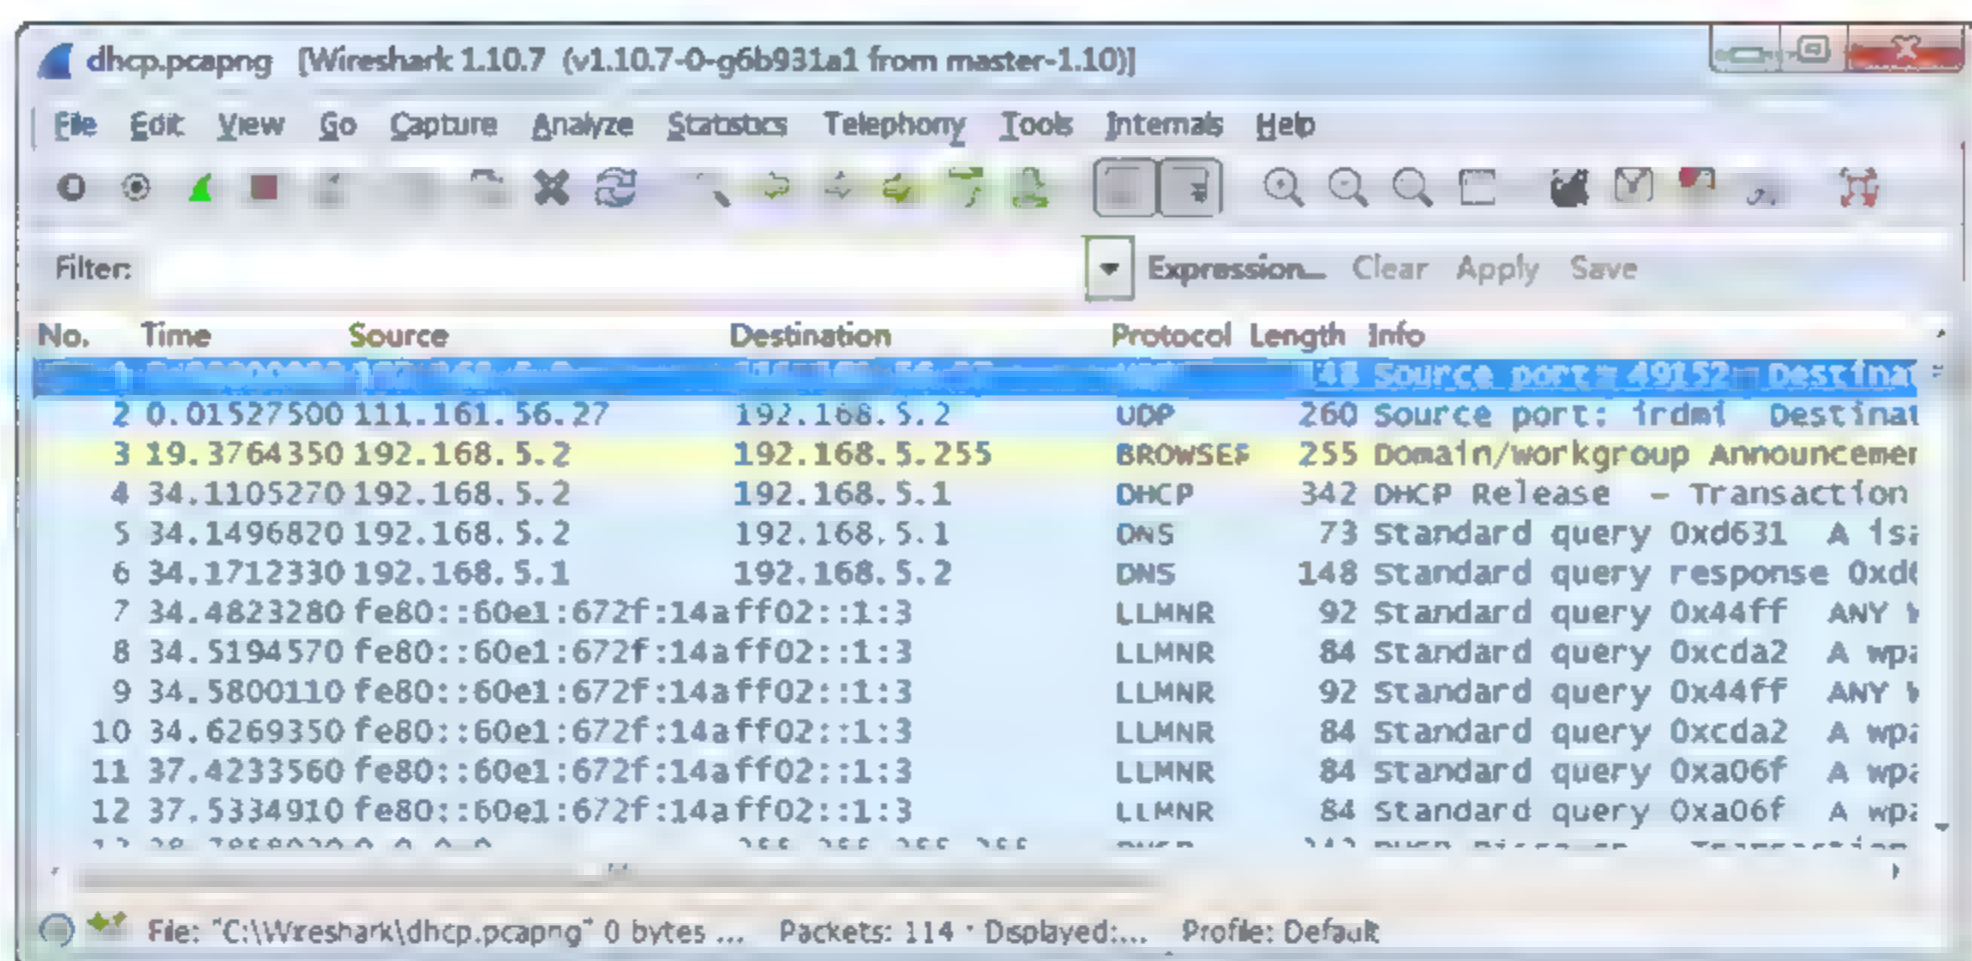 dhcp.pcapng [Wireshark 1.10.7 (v1.10.7-0-g6b931a1 from master-1.10)]
File Edit View Go Capture Analyze Statistics Telephony Tools Internals Help
Filter: Expression... Clear Apply Save
No. Time Source Destination Protocol Length Info
1 148 Source port: 49152 Destinat
2 0.01527500 111.161.56.27 192.168.5.2 UDP 260 Source port: irdmi Destinat
3 19.3764350 192.168.5.2 192.168.5.255 BROWSER 255 Domain/Workgroup Announcemen
4 34.1105270 192.168.5.2 192.168.5.1 DHCP 342 DHCP Release - Transaction
5 34.1496820 192.168.5.2 192.168.5.1 DNS 73 Standard query 0xd631 A isa
6 34.1712330 192.168.5.1 192.168.5.2 DNS 148 Standard query response 0xd6
7 34.4823280 fe80::60e1:672f:14a ff02::1:3 LLMNR 92 Standard query 0x44ff ANY
8 34.5194570 fe80::60e1:672f:14a ff02::1:3 LLMNR 84 Standard query 0xcda2 A wpa
9 34.5800110 fe80::60e1:672f:14a ff02::1:3 LLMNR 92 Standard query 0x44ff ANY
10 34.6269350 fe80::60e1:672f:14a ff02::1:3 LLMNR 84 Standard query 0xcda2 A wpa
11 37.4233560 fe80::60e1:672f:14a ff02::1:3 LLMNR 84 Standard query 0xa06f A wpa
12 37.5334910 fe80::60e1:672f:14a ff02::1:3 LLMNR 84 Standard query 0xa06f A wpa
File: "C:\Wireshark\dhcp.pcapng" 0 bytes ... Packets: 114 · Displayed:... Profile: Default